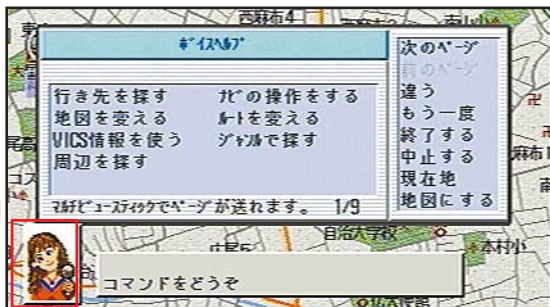 西麻布4
ボイスヘルプ
行き先を探す
ナビの操作をする
地図を変える
ルートを変える
VICS情報を使う
ジャンルで探す
周辺を探す
マルチビュースティックでページが送れます。 1/9
次のページ
前のページ
違う
もう一度
終了する
中止する
現在地
地図にする
自治大学校
本村小
コマンドをどうぞ